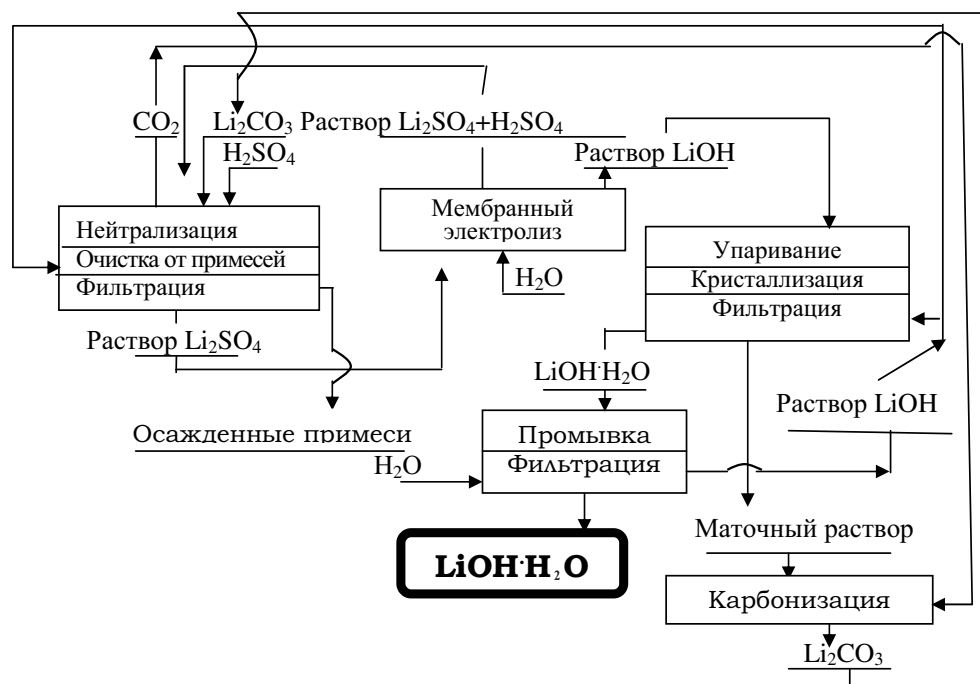 CO₂
Li₂CO₃
Раствор Li₂SO₄+H₂SO₄
H₂SO₄
Раствор LiOH
Нейтрализация
Очистка от примесей
Фильтрация
Мембранный
электролиз
H₂O
Упаривание
Кристаллизация
Фильтрация
Раствор Li₂SO₄
LiOH·H₂O
Раствор LiOH
Осажденные примеси
H₂O
Промывка
Фильтрация
Маточный раствор
LiOH·H₂O
Карбонизация
Li₂CO₃